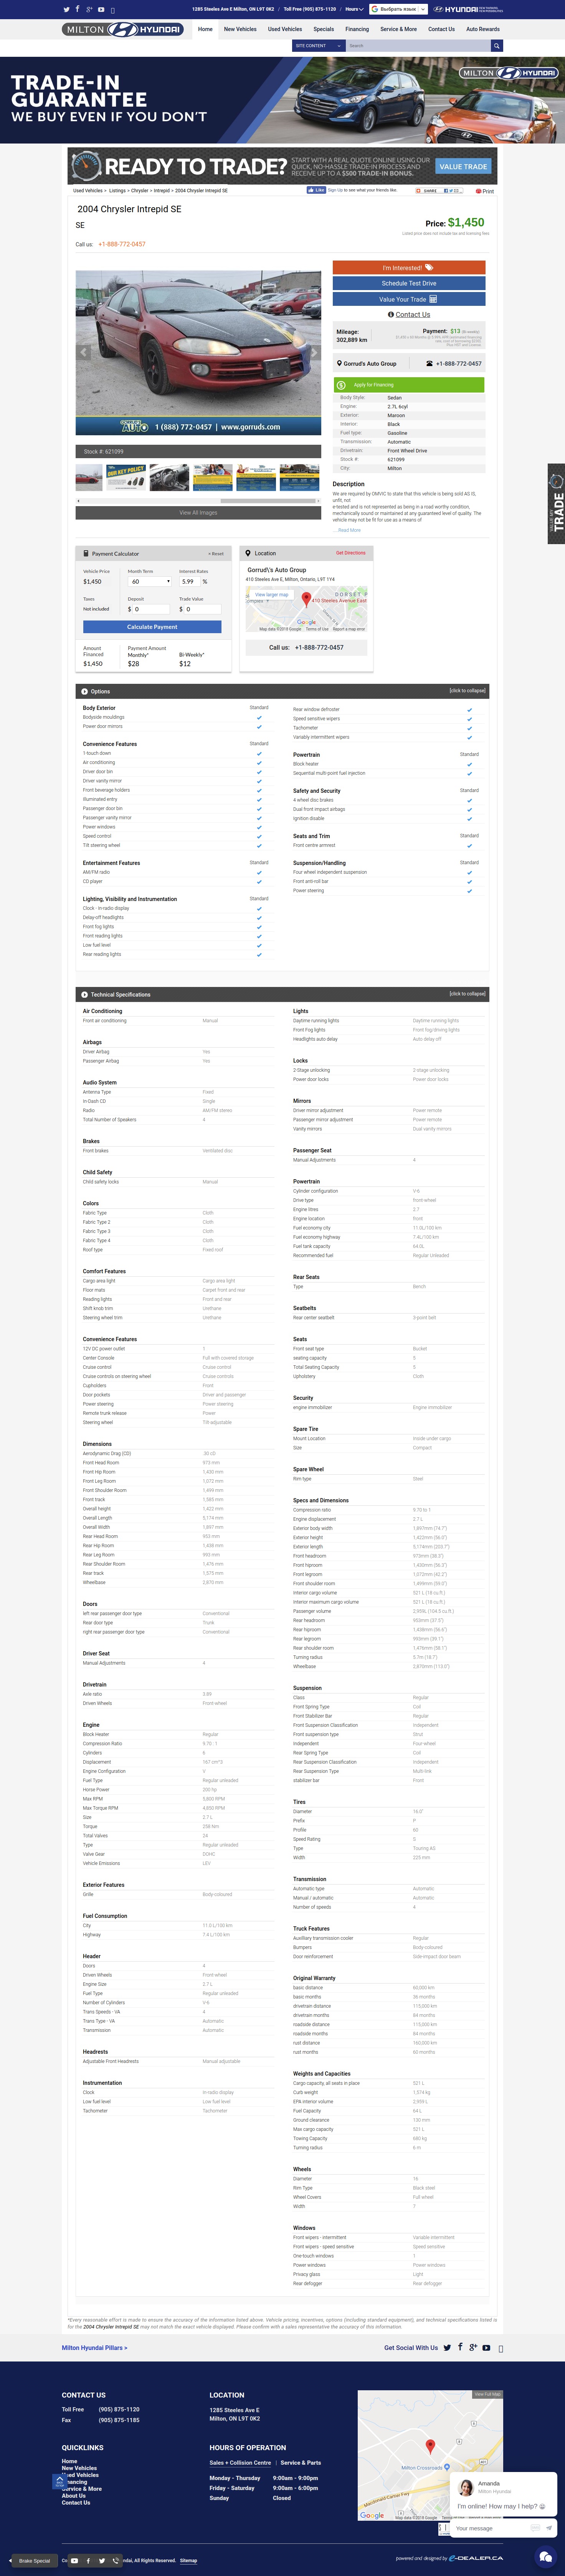 1285 Steeles Ave E Milton, ON L9T 0K2 / Toll Free (905) 875-1120 / Hours
Выбрать язык
HYUNDAI
MILTON HYUNDAI
Home New Vehicles Used Vehicles Specials Financing Service & More Contact Us Auto Rewards
SITE CONTENT Search
MILTON HYUNDAI
TRADE-IN
GUARANTEE
WE BUY EVEN IF YOU DON'T
READY TO TRADE?
START WITH A REAL QUOTE ONLINE USING OUR
QUICK, NO-HASSLE TRADE-IN PROCESS AND
RECEIVE UP TO A $500 TRADE-IN BONUS.
VALUE TRADE
Used Vehicles > Listings > Chrysler > Intrepid > 2004 Chrysler Intrepid SE
Like Sign Up to see what your friends like.
SHARE
Print
2004 Chrysler Intrepid SE
SE
Price: $1,450
Listed price does not include tax and licensing fees
Call us: +1-888-772-0457
I'm Interested!
Schedule Test Drive
Value Your Trade
Contact Us
Mileage:
302,889 km
Payment: $13 (Bi-weekly)
Gorrud's Auto Group +1-888-772-0457
Apply for Financing
1 (888) 772-0457 | www.gorruds.com
Stock #: 621099
OUR KEY POLICY
View All Images
Body Style: Sedan
Engine: 2.7L 6cyl
Exterior: Maroon
Interior: Black
Fuel type: Gasoline
Transmission: Automatic
Drivetrain: Front Wheel Drive
Stock #: 621099
City: Milton
Description
We are required by OMVIC to state that this vehicle is being sold AS IS,
unfit, not
e-tested and is not represented as being in a road worthy condition,
mechanically sound or maintained at any guaranteed level of quality. The
vehicle may not be fit for use as a means of
... Read More
VALUE ANY TRADE
Payment Calculator < Reset
Vehicle Price Month Term Interest Rates
$1,450 60 5.99 %
Taxes Deposit Trade Value
Not included $ 0 $ 0
Calculate Payment
Amount Financed Payment Amount
Monthly* Bi-Weekly*
$1,450 $28 $12
Location Get Directions
Gorrud\'s Auto Group
410 Steeles Ave E, Milton, Ontario, L9T 1Y4
View larger map
DORSET P
410 Steeles Avenue East
Google
Map data ©2018 Google Terms of Use Report a map error
Call us: +1-888-772-0457
Options [click to collapse]
Body Exterior Standard
Bodyside mouldings
Power door mirrors
Convenience Features Standard
1 touch down
Air conditioning
Driver door bin
Driver vanity mirror
Front beverage holders
Illuminated entry
Passenger door bin
Passenger vanity mirror
Power windows
Speed control
Tilt steering wheel
Entertainment Features Standard
AM/FM radio
CD player
Lighting, Visibility and Instrumentation Standard
Clock - In-radio display
Delay-off headlights
Front fog lights
Front reading lights
Low fuel level
Rear reading lights
Rear window defroster
Speed sensitive wipers
Tachometer
Variably intermittent wipers
Powertrain Standard
Block heater
Sequential multi-point fuel injection
Safety and Security Standard
4 wheel disc brakes
Dual front impact airbags
Ignition disable
Seats and Trim Standard
Front centre armrest
Suspension/Handling Standard
Four wheel independent suspension
Front anti-roll bar
Power steering
Technical Specifications [click to collapse]
Air Conditioning
Front air conditioning Manual
Airbags
Driver Airbag Yes
Passenger Airbag Yes
Audio System
Antenna Type Fixed
In-Dash CD Single
Radio AM/FM stereo
Total Number of Speakers 4
Brakes
Front brakes Ventilated disc
Child Safety
Child safety locks Manual
Colors
Fabric Type Cloth
Fabric Type 2 Cloth
Fabric Type 3 Cloth
Fabric Type 4 Cloth
Roof type Fixed roof
Comfort Features
Cargo area light Cargo area light
Floor mats Carpet front and rear
Reading lights Front and rear
Shift knob trim Urethane
Steering wheel trim Urethane
Convenience Features
12V DC power outlet 1
Center Console Full with covered storage
Cruise control Cruise control
Cruise controls on steering wheel Cruise controls
Cupholders Front
Door pockets Driver and passenger
Power steering Power steering
Remote trunk release Power
Steering wheel Tilt-adjustable
Dimensions
Aerodynamic Drag (CD) .30 cD
Front Head Room 973 mm
Front Hip Room 1,430 mm
Front Leg Room 1,072 mm
Front Shoulder Room 1,499 mm
Front track 1,585 mm
Overall height 1,422 mm
Overall Length 5,174 mm
Overall Width 1,897 mm
Rear Head Room 953 mm
Rear Hip Room 1,438 mm
Rear Leg Room 993 mm
Rear Shoulder Room 1,476 mm
Rear track 1,575 mm
Wheelbase 2,870 mm
Doors
left rear passenger door type Conventional
Rear door type Trunk
right rear passenger door type Conventional
Driver Seat
Manual Adjustments 4
Drivetrain
Axle ratio 3.89
Driven Wheels Front-wheel
Engine
Block Heater Regular
Compression Ratio 9.70 : 1
Cylinders 6
Displacement 167 cm^3
Engine Configuration V
Fuel Type Regular unleaded
Horse Power 200 hp
Max RPM 5,800 RPM
Max Torque RPM 4,850 RPM
Size 2.7 L
Torque 258 Nm
Total Valves 24
Type Regular unleaded
Valve Gear DOHC
Vehicle Emissions LEV
Exterior Features
Grille Body-coloured
Fuel Consumption
City 11.0 L/100 km
Highway 7.4 L/100 km
Header
Doors 4
Driven Wheels Front-wheel
Engine Size 2.7 L
Fuel Type Regular unleaded
Number of Cylinders V-6
Trans Speeds - VA 4
Trans Type - VA Automatic
Transmission Automatic
Headrests
Adjustable Front Headrests Manual adjustable
Instrumentation
Clock In-radio display
Low fuel level Low fuel level
Tachometer Tachometer
Lights
Daytime running lights Daytime running lights
Front Fog lights Front fog/driving lights
Headlights auto delay Auto delay off
Locks
2-Stage unlocking 2-stage unlocking
Power door locks Power door locks
Mirrors
Driver mirror adjustment Power remote
Passenger mirror adjustment Power remote
Vanity mirrors Dual vanity mirrors
Passenger Seat
Manual Adjustments 4
Powertrain
Cylinder configuration V-6
Drive type front-wheel
Engine litres 2.7
Engine location front
Fuel economy city 11.0L/100 km
Fuel economy highway 7.4L/100 km
Fuel tank capacity 64.0L
Recommended fuel Regular Unleaded
Rear Seats
Type Bench
Seatbelts
Rear center seatbelt 3-point belt
Seats
Front seat type Bucket
seating capacity 5
Total Seating Capacity 5
Upholstery Cloth
Security
engine immobilizer Engine Immobilizer
Spare Tire
Mount Location Inside under cargo
Size Compact
Spare Wheel
Rim type Steel
Specs and Dimensions
Compression ratio 9.70 to 1
Engine displacement 2.7 L
Exterior body width 1,897mm (74.7")
Exterior height 1,422mm (56.0")
Exterior length 5,174mm (203.7")
Front headroom 973mm (38.3")
Front hiproom 1,430mm (56.3")
Front legroom 1,072mm (42.2")
Front shoulder room 1,499mm (59.0")
Interior cargo volume 521 L (18 cu.ft.)
Interior maximum cargo volume 521 L (18 cu.ft.)
Passenger volume 2,959L (104.5 cu.ft.)
Rear headroom 953mm (37.5")
Rear hiproom 1,438mm (56.6")
Rear legroom 993mm (39.1")
Rear shoulder room 1,476mm (58.1")
Turning radius 5.7m (18.7')
Wheelbase 2,870mm (113.0")
Suspension
Class Regular
Front Spring Type Coil
Front Stabilizer Bar Regular
Front Suspension Classification Independent
Front suspension type Strut
Independent Four-wheel
Rear Spring Type Coil
Rear Suspension Classification Independent
Rear Suspension Type Multi-link
stabilizer bar Front
Tires
Diameter 16.0"
Prefix P
Profile 60
Speed Rating S
Type Touring AS
Width 225 mm
Transmission
Automatic type Automatic
Manual / automatic Automatic
Number of speeds 4
Truck Features
Auxilliary transmission cooler Regular
Bumpers Body-coloured
Door reinforcement Side-impact door beam
Original Warranty
basic distance 60,000 km
basic months 36 months
drivetrain distance 115,000 km
drivetrain months 84 months
roadside distance 115,000 km
roadside months 84 months
rust distance 160,000 km
rust months 60 months
Weights and Capacities
Cargo capacity, all seats in place 521 L
Curb weight 1,574 kg
EPA interior volume 2,959 L
Fuel Capacity 64 L
Ground clearance 130 mm
Max cargo capacity 521 L
Towing Capacity 680 kg
Turning radius 6 m
Wheels
Diameter 16
Rim Type Black steel
Wheel Covers Full wheel
Width 7
Windows
Front wipers - intermittent Variable intermittent
Front wipers - speed sensitive Speed sensitive
One-touch windows 1
Power windows Power windows
Privacy glass Light
Rear defogger Rear defogger
*Every reasonable effort is made to ensure the accuracy of the information listed above. Vehicle pricing, incentives, options (including standard equipment), and technical specifications listed is
for the 2004 Chrysler Intrepid SE may not match the exact vehicle displayed. Please confirm with a sales representative the accuracy of this information.
Milton Hyundai Pillars > Get Social With Us
CONTACT US
Toll Free (905) 875-1120
Fax (905) 875-1185
LOCATION
1285 Steeles Ave E
Milton, ON L9T 0K2
QUICKLINKS
Home
New Vehicles
Used Vehicles
Financing
Service & More
About Us
Contact Us
HOURS OF OPERATION
Sales + Collision Centre | Service & Parts
Monday - Thursday 9:00am - 9:00pm
Friday - Saturday 9:00am - 6:00pm
Sunday Closed
View Full Map
Milton Crossroads
Maconald Cartier Fwy
Google
Map data ©2018 Google
Amanda
Milton Hyundai
I'm online! How may I help?
Your message
Brake Special
ndai, All Rights Reserved. Sitemap
powered and designed by e-DEALER.CA